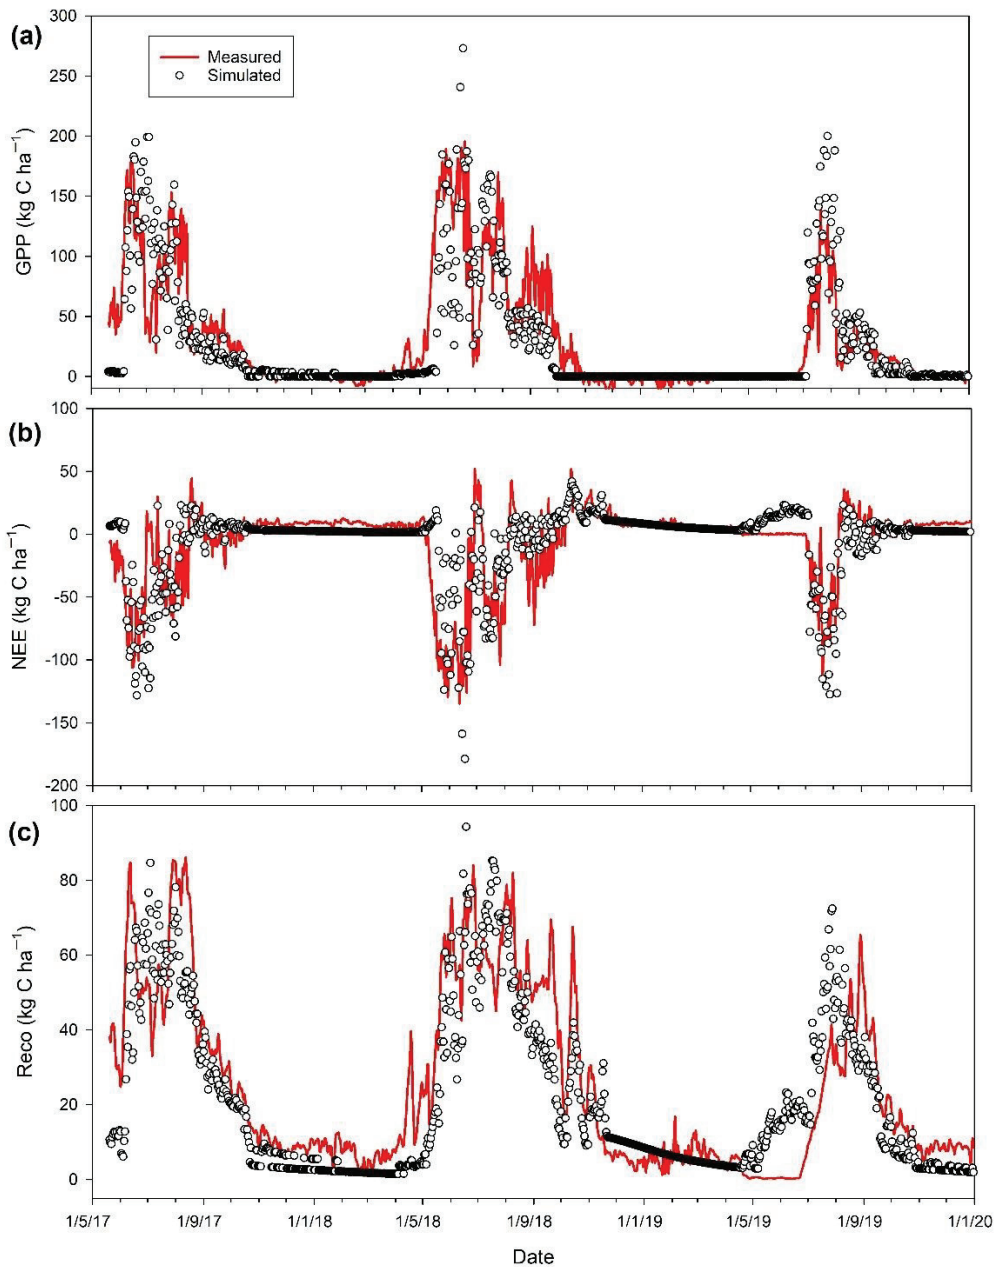 (a)
300
250
200
150
100
50
0
GPP (kg C ha⁻¹)
Measured
Simulated
(b)
100
50
0
-50
-100
-150
-200
NEE (kg C ha⁻¹)
(c)
100
80
60
40
20
0
Reco (kg C ha⁻¹)
1/5/17 1/9/17 1/1/18 1/5/18 1/9/18 1/1/19 1/5/19 1/9/19 1/1/20
Date